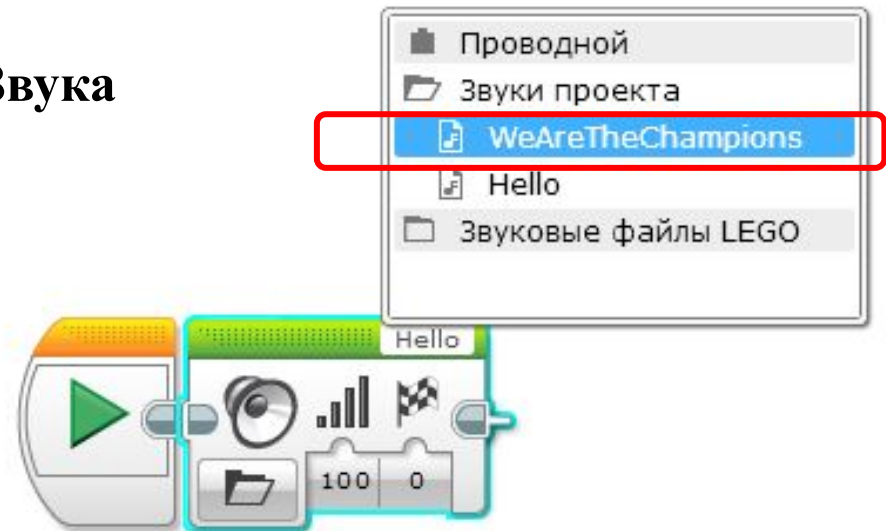 Проводной
Звука
Звуки проекта
WeAreTheChampions
Hello
Звуковые файлы LEGO
Hello
100 0